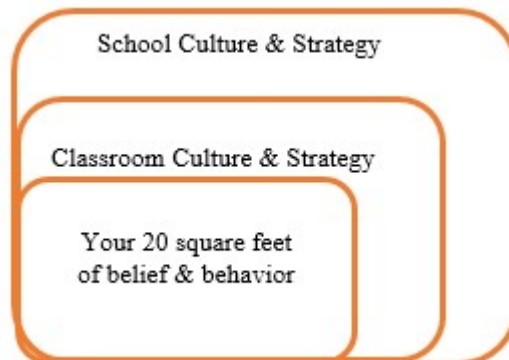 School Culture & Strategy
Classroom Culture & Strategy
Your 20 square feet
of belief & behavior